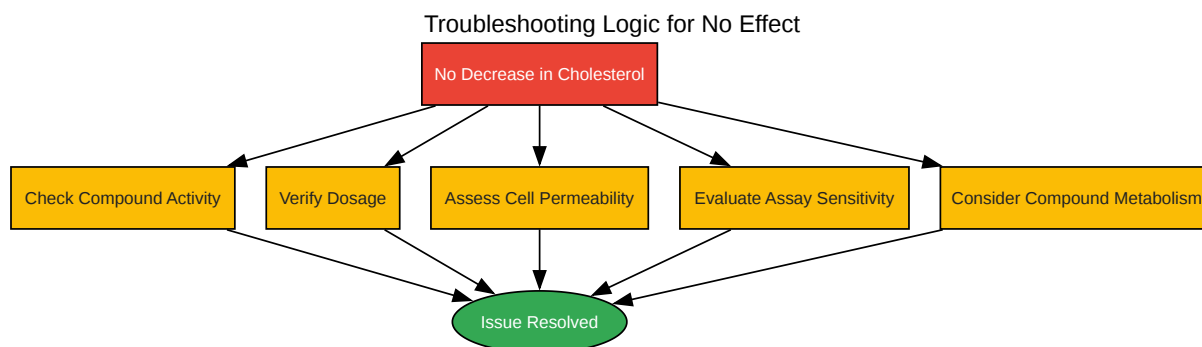 Troubleshooting Logic for No Effect
No Decrease in Cholesterol
Check Compound Activity
Verify Dosage
Assess Cell Permeability
Evaluate Assay Sensitivity
Consider Compound Metabolism
Issue Resolved